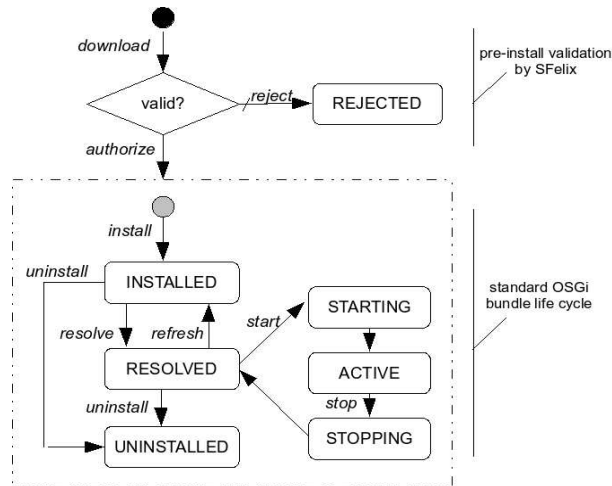 download
pre-install validation
by SFelix
valid?
reject
REJECTED
authorize
install
uninstall
INSTALLED
STARTING
standard OSGi
bundle life cycle
resolve
refresh
start
RESOLVED
ACTIVE
uninstall
stop
UNINSTALLED
STOPPING